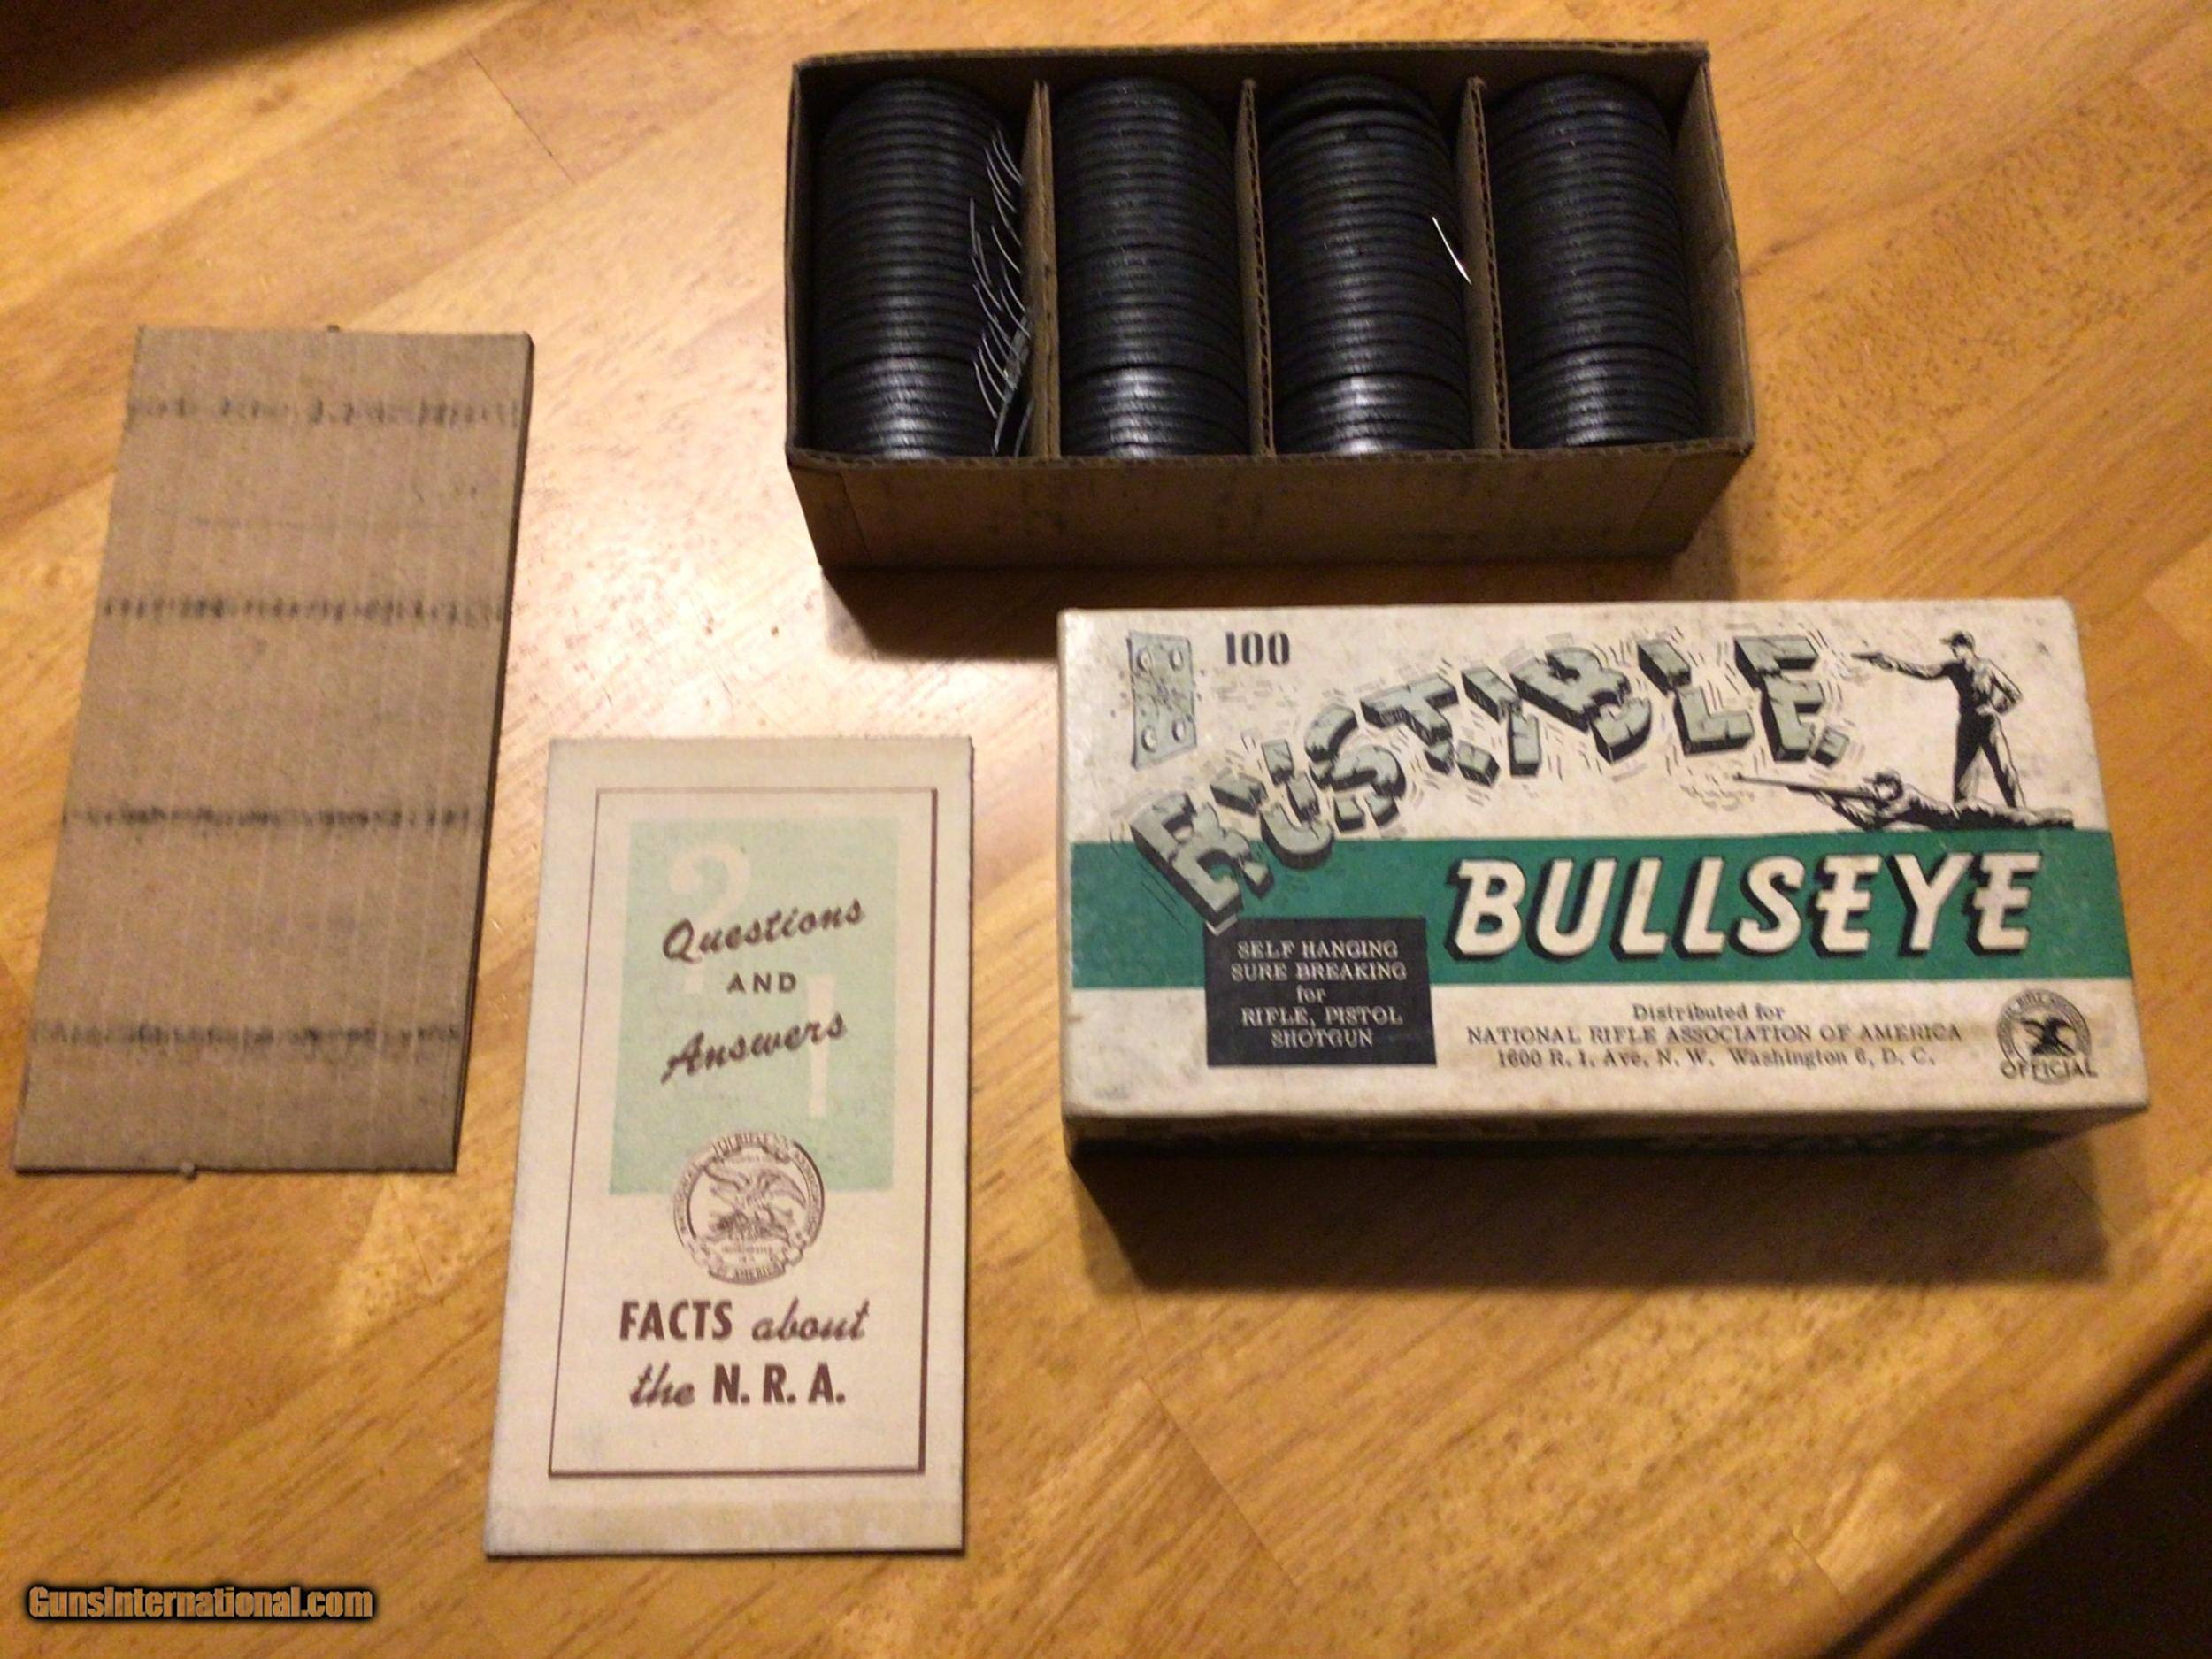 100
BUSTIBLE
BULLSEYE
SELF HANGING
SURE BREAKING
for
RIFLE, PISTOL
SHOTGUN
Distributed for
NATIONAL RIFLE ASSOCIATION OF AMERICA
1600 R. I. Ave, N. W. Washington 6, D. C.
OFFICIAL
? !
Questions
AND
Answers
FACTS about
the N. R. A.
GunsInternational.com